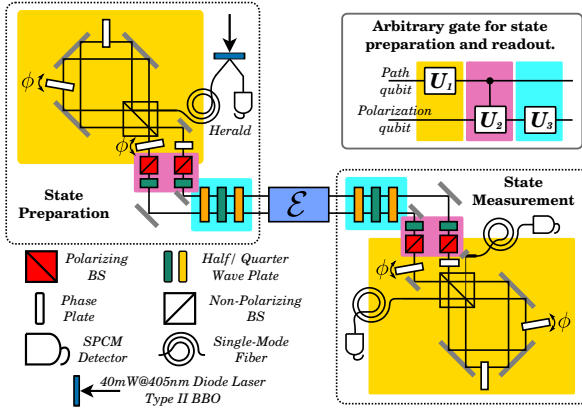 Arbitrary gate for state
preparation and readout.
Path
qubit
Polarization
qubit
U1
U2
U3
ϕ
ϕ
Herald
State
Preparation
ℰ
State
Measurement
ϕ
ϕ
Polarizing
BS
Half/ Quarter
Wave Plate
Phase
Plate
Non-Polarizing
BS
SPCM
Detector
Single-Mode
Fiber
40mW@405nm Diode Laser
Type II BBO